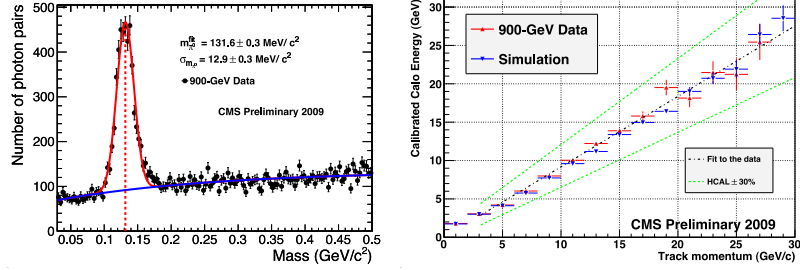 Number of photon pairs
500
400
300
200
100
0
m^fit_π⁰ = 131.6 ± 0.3 MeV/c²
σ_m_π⁰ = 12.9 ± 0.3 MeV/c²
900-GeV Data
CMS Preliminary 2009
0.05 0.1 0.15 0.2 0.25 0.3 0.35 0.4 0.45 0.5
Mass (GeV/c²)
Calibrated Calo Energy (GeV)
30
25
20
15
10
5
0
900-GeV Data
Simulation
Fit to the data
HCAL ± 30%
CMS Preliminary 2009
0 5 10 15 20 25 30
Track momentum (GeV/c)